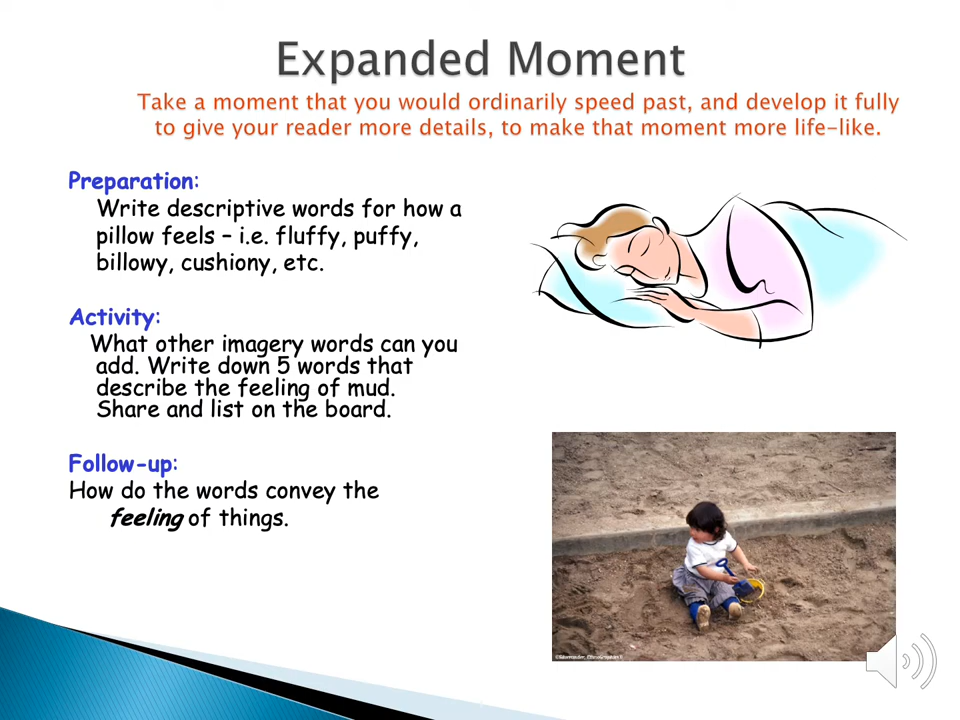 Expanded Moment
Take a moment that you would ordinarily speed past, and develop it fully
to give your reader more details, to make that moment more life-like.
Preparation:
Write descriptive words for how a
pillow feels – i.e. fluffy, puffy,
billowy, cushiony, etc.
Activity:
What other imagery words can you
add. Write down 5 words that
describe the feeling of mud.
Share and list on the board.
Follow-up:
How do the words convey the
feeling of things.